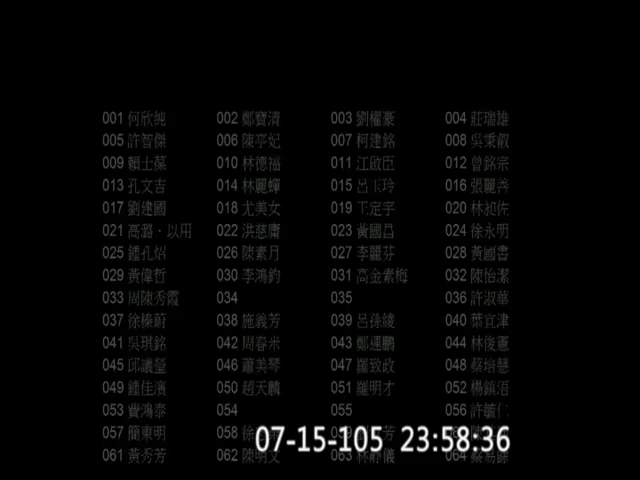 001 何欣純 002 鄭寶清 003 劉櫂豪 004 莊瑞雄
005 許智傑 006 陳亭妃 007 柯建銘 008 吳秉叡
009 賴士葆 010 林德福 011 江啟臣 012 曾銘宗
013 孔文吉 014 林麗蟬 015 呂玉玲 016 張麗善
017 劉建國 018 尤美女 019 王定宇 020 林昶佐
021 高潞．以用 022 洪慈庸 023 黃國昌 024 徐永明
025 鍾孔炤 026 陳素月 027 李麗芬 028 黃國書
029 黃偉哲 030 李鴻鈞 031 高金素梅 032 陳怡潔
033 周陳秀霞 034 035 036 許淑華
037 徐榛蔚 038 施義芳 039 呂孫綾 040 葉宜津
041 吳琪銘 042 周春米 043 鄭運鵬 044 林俊憲
045 邱議瑩 046 蕭美琴 047 羅致政 048 蔡培慧
049 鍾佳濱 050 趙天麟 051 羅明才 052 楊鎮浯
053 費鴻泰 054 055 056 許毓仁
057 簡東明 058 徐
07-15-105 23:58:36
061 黃秀芳 062 陳明文 063 林靜儀 064 蔡易餘